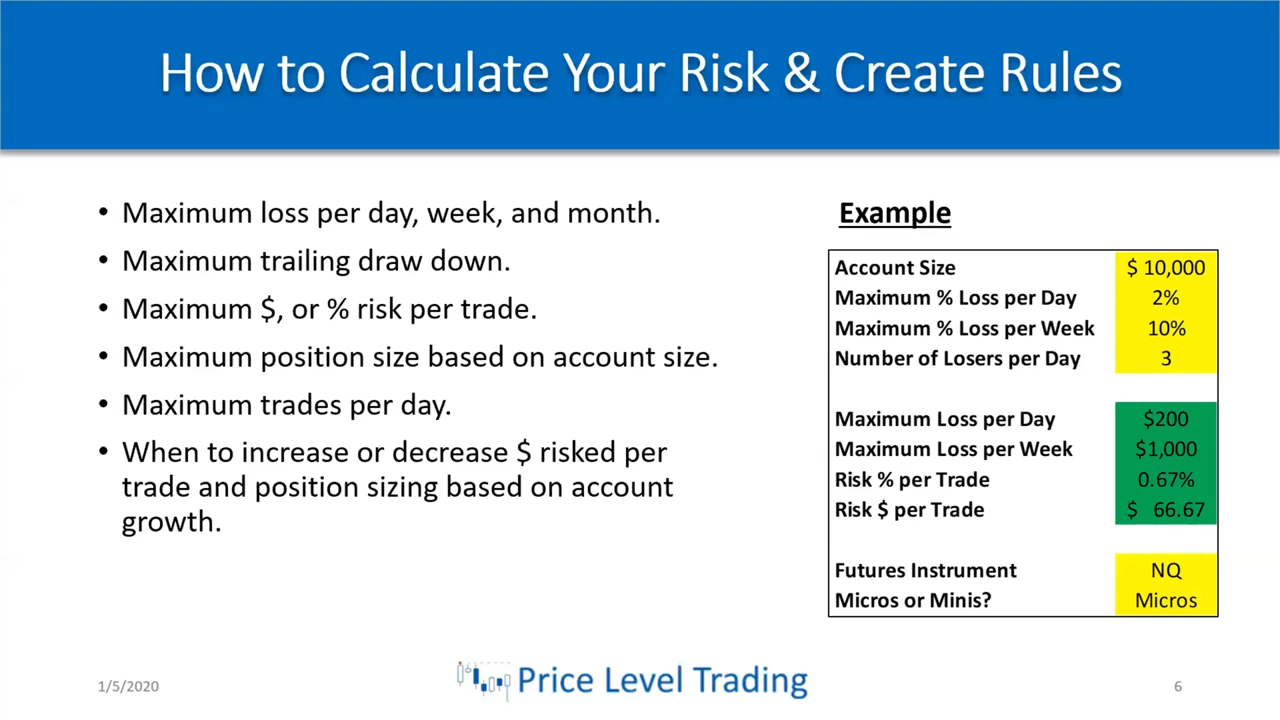 How to Calculate Your Risk & Create Rules
• Maximum loss per day, week, and month.
• Maximum trailing draw down.
• Maximum $, or % risk per trade.
• Maximum position size based on account size.
• Maximum trades per day.
• When to increase or decrease $ risked per
trade and position sizing based on account
growth.
Example
Account Size $ 10,000
Maximum % Loss per Day 2%
Maximum % Loss per Week 10%
Number of Losers per Day 3
Maximum Loss per Day $200
Maximum Loss per Week $1,000
Risk % per Trade 0.67%
Risk $ per Trade $ 66.67
Futures Instrument NQ
Micros or Minis? Micros
1/5/2020
Price Level Trading
6